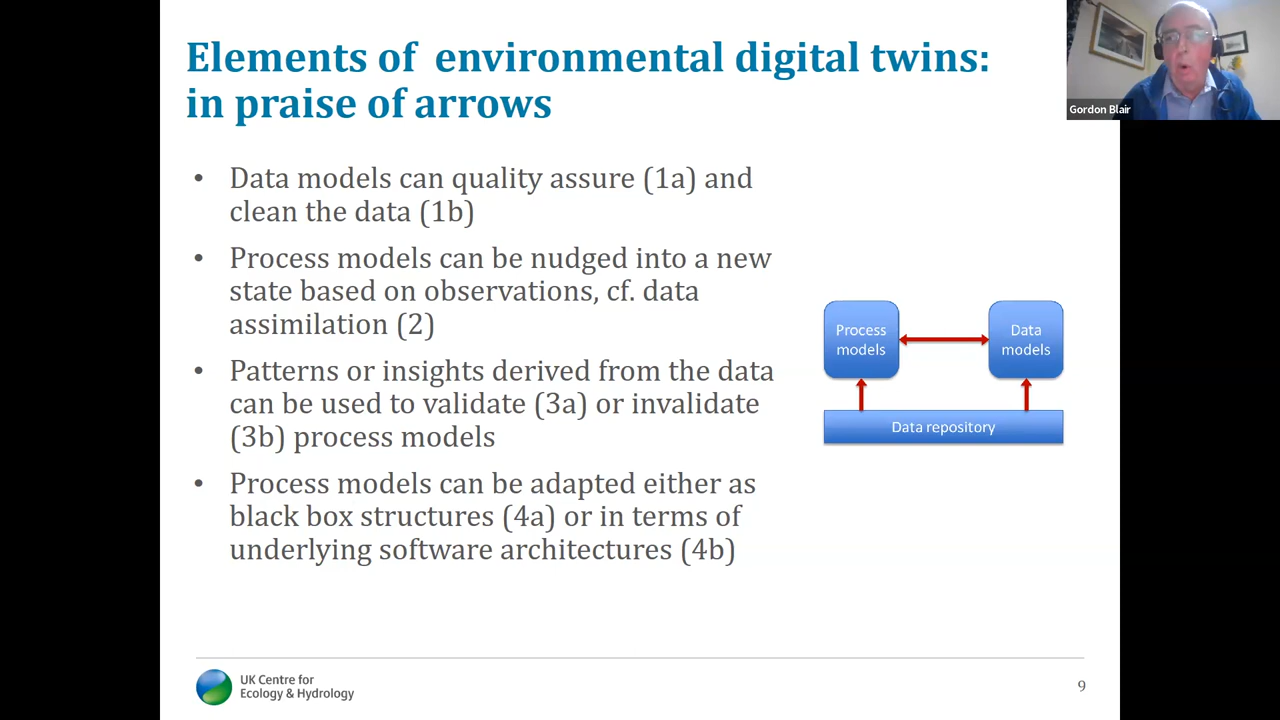 Elements of environmental digital twins:
in praise of arrows
Gordon Blair
• Data models can quality assure (1a) and
clean the data (1b)
• Process models can be nudged into a new
state based on observations, cf. data
assimilation (2)
• Patterns or insights derived from the data
can be used to validate (3a) or invalidate
(3b) process models
• Process models can be adapted either as
black box structures (4a) or in terms of
underlying software architectures (4b)
Process
models
Data
models
Data repository
UK Centre for
Ecology & Hydrology
9